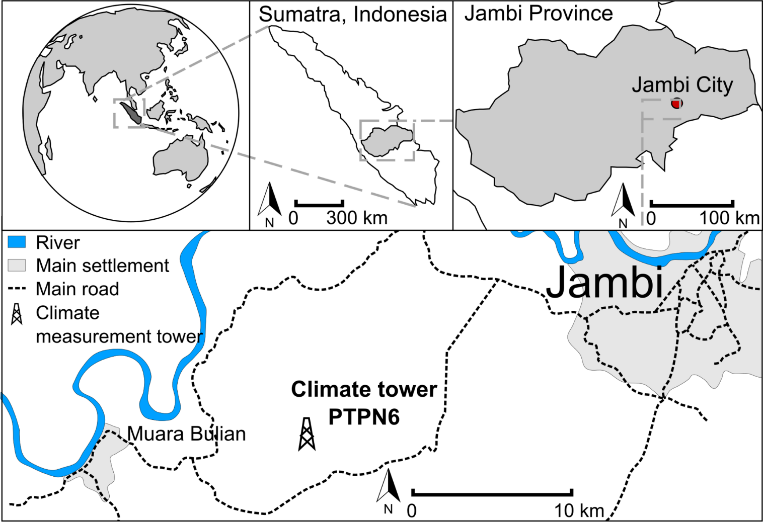 Sumatra, Indonesia
N
0 300 km
Jambi Province
Jambi City
N
0 100 km
River
Main settlement
Main road
Climate
measurement tower
Jambi
Climate tower
PTPN6
Muara Bulian
N
0 10 km